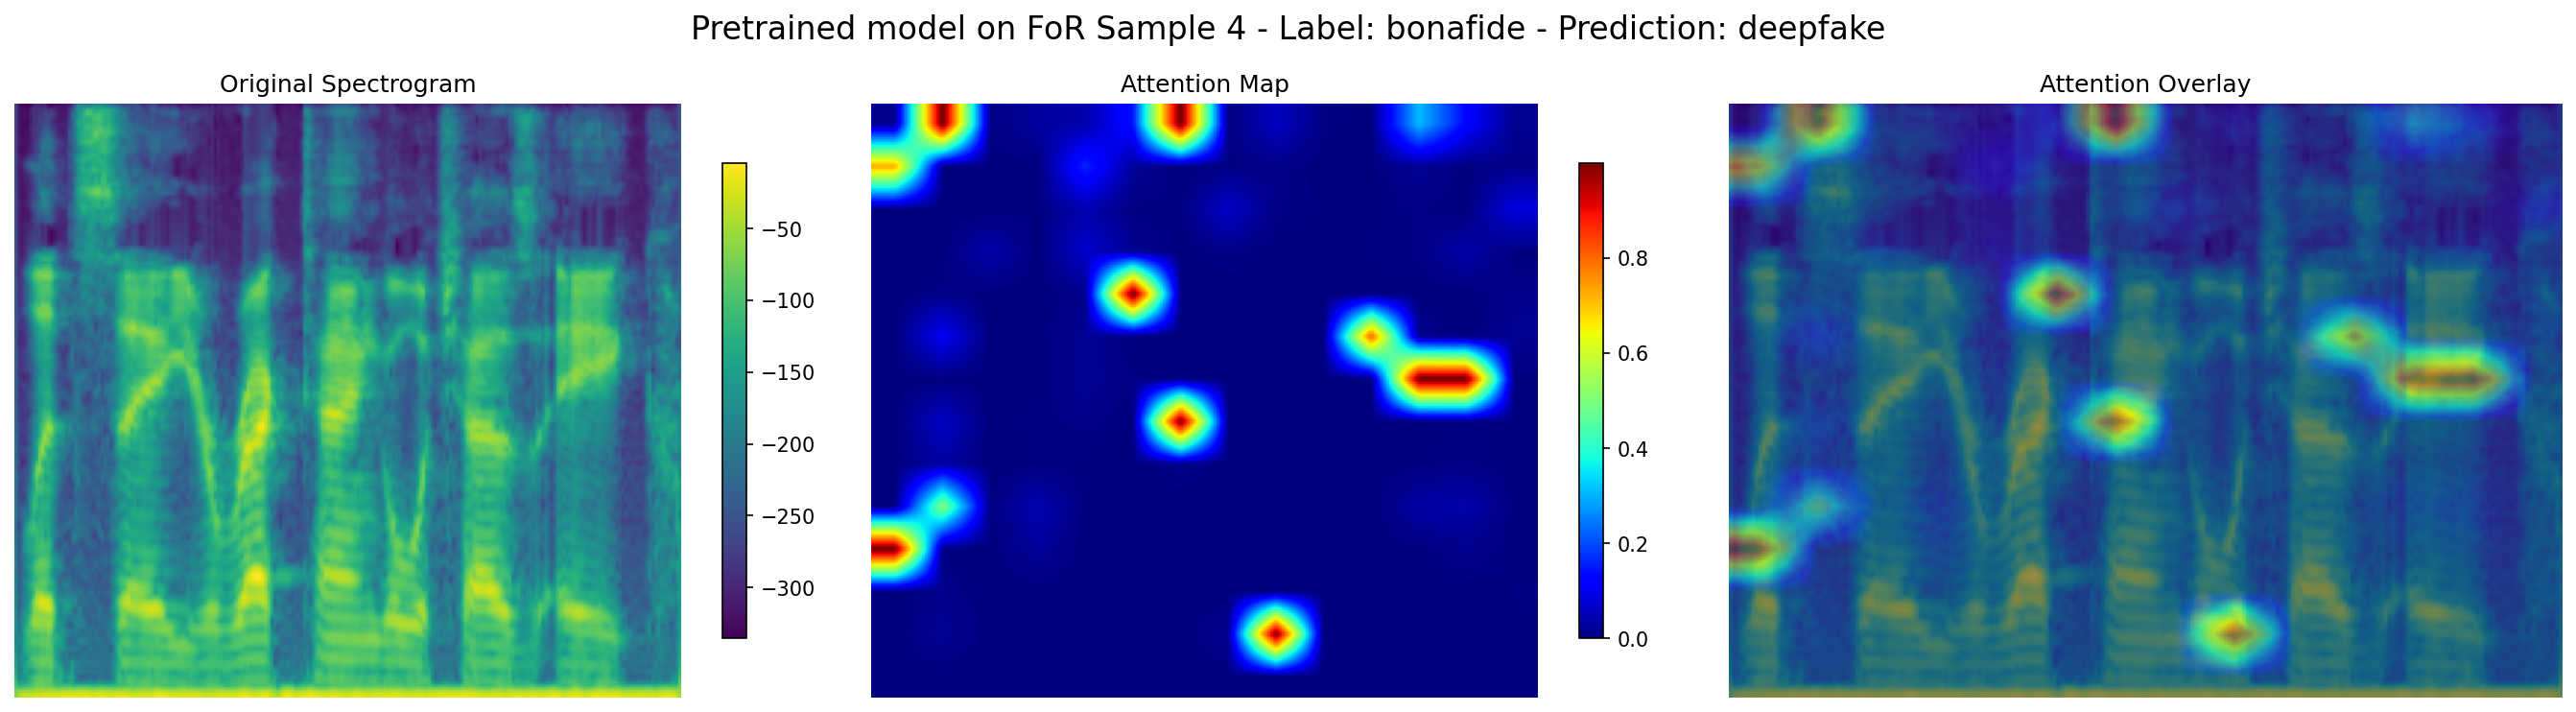 Pretrained model on FoR Sample 4 - Label: bonafide - Prediction: deepfake
Original Spectrogram
Attention Map
Attention Overlay
−50
−100
−150
−200
−250
−300
0.8
0.6
0.4
0.2
0.0